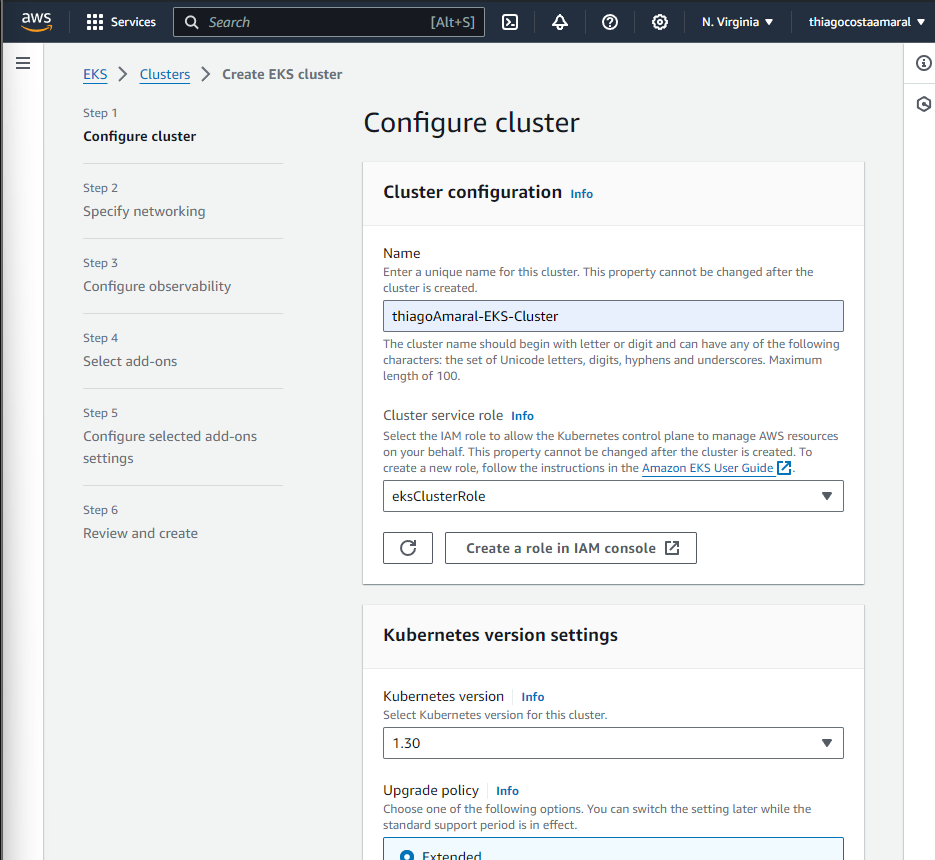 aws
Services
Search [Alt+S]
N. Virginia
thiagocostaamaral
EKS
Clusters
Create EKS cluster
Step 1
Configure cluster
Step 2
Specify networking
Step 3
Configure observability
Step 4
Select add-ons
Step 5
Configure selected add-ons
settings
Step 6
Review and create
Configure cluster
Cluster configuration Info
Name
Enter a unique name for this cluster. This property cannot be changed after the
cluster is created.
thiagoAmaral-EKS-Cluster
The cluster name should begin with letter or digit and can have any of the following
characters: the set of Unicode letters, digits, hyphens and underscores. Maximum
length of 100.
Cluster service role Info
Select the IAM role to allow the Kubernetes control plane to manage AWS resources
on your behalf. This property cannot be changed after the cluster is created. To
create a new role, follow the instructions in the Amazon EKS User Guide.
eksClusterRole
Create a role in IAM console
Kubernetes version settings
Kubernetes version Info
Select Kubernetes version for this cluster.
1.30
Upgrade policy Info
Choose one of the following options. You can switch the setting later while the
standard support period is in effect.
Extended